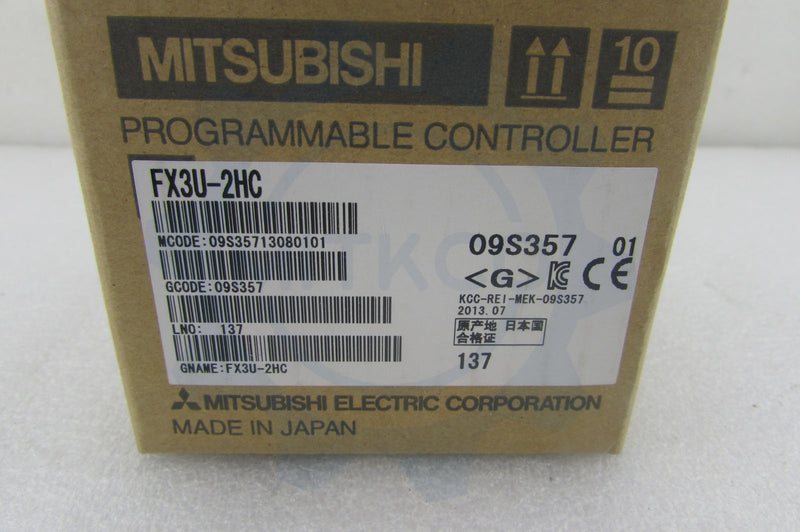 MITSUBISHI
10
PROGRAMMABLE CONTROLLER
FX3U-2HC
MCODE:09S35713080101
09S357 01
GCODE:09S357
<G> CE
KCC-REI-MEK-09S357
2013.07
LNO: 137
原产地 日本国
合格证
GNAME:FX3U-2HC
137
MITSUBISHI ELECTRIC CORPORATION
MADE IN JAPAN